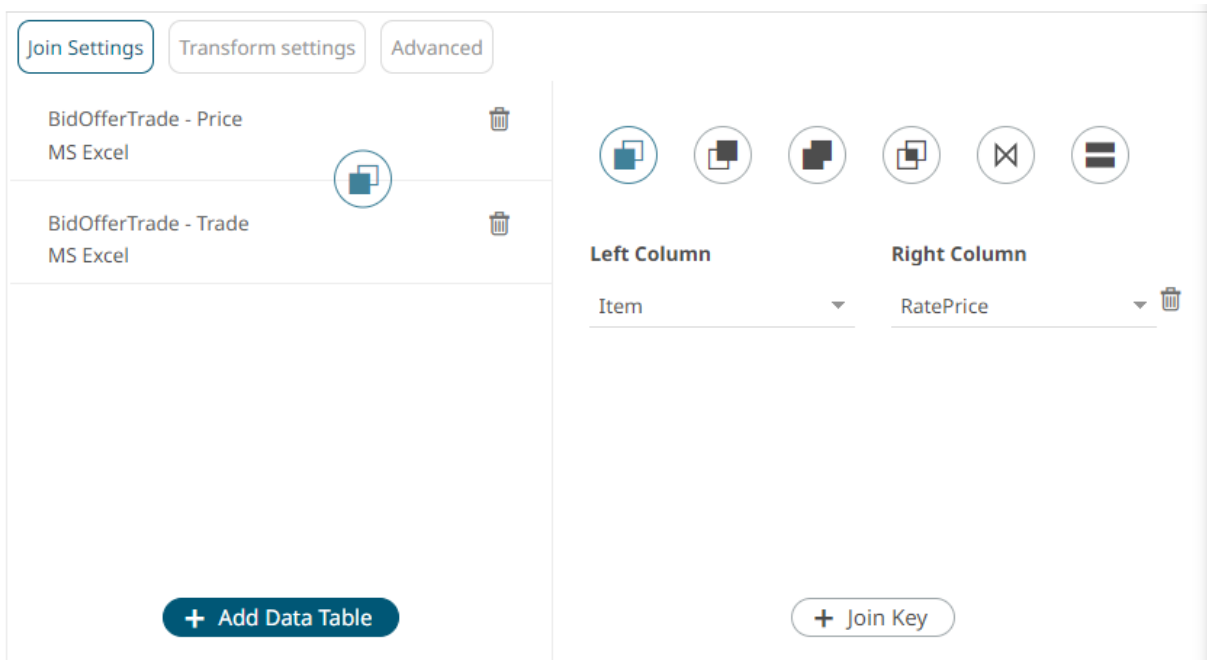 Join Settings Transform settings Advanced
BidOfferTrade - Price
MS Excel
BidOfferTrade - Trade
MS Excel
+ Add Data Table
Left Column Right Column
Item RatePrice
+ Join Key